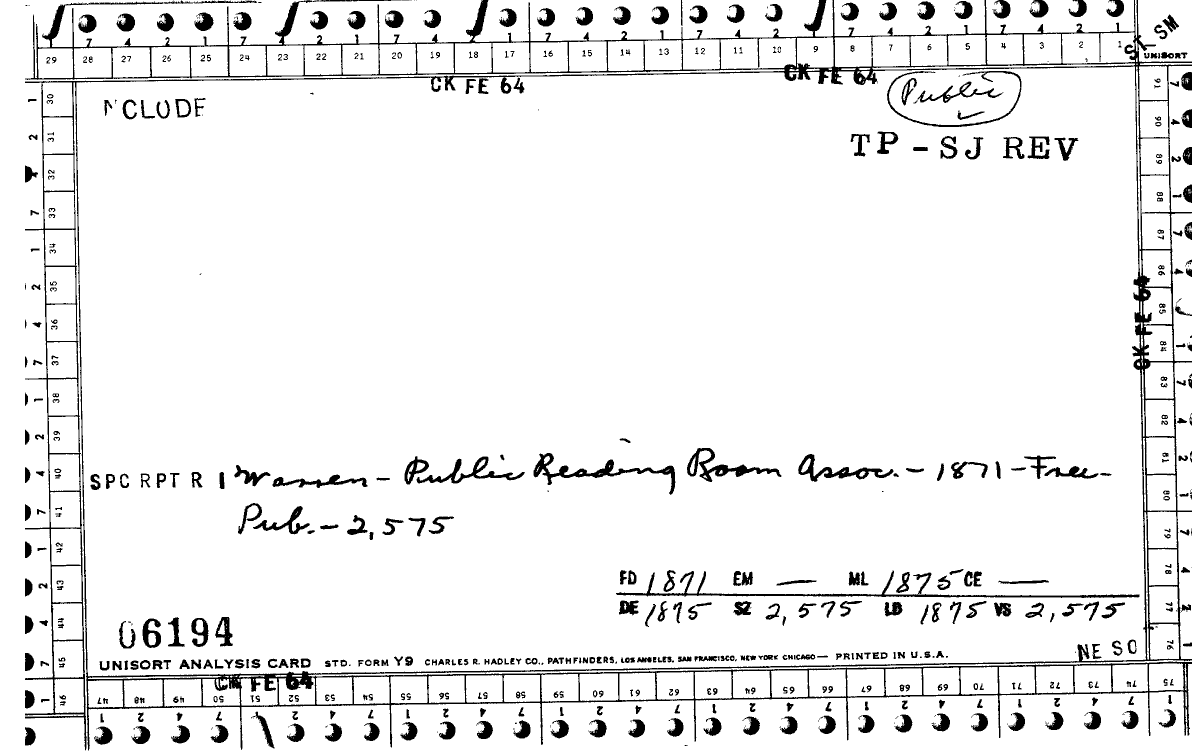 7 4 2 1 7 2 1 7 4 2 1 7 4 2 1 7 4 2 1 7 4 2 1 7 4 2 1
29 28 27 26 25 24 23 22 21 20 19 18 17 16 15 14 13 12 11 10 9 8 7 6 5 4 3 2 1
ST SM
UNISORT
CK FE 64 CK FE 64
NCLUDE
Public
TP - SJ REV
30 31 32 33 34 35 36 37 38 39 40 41 42 43 44 45 46
91 90 89 88 87 86 85 84 83 82 81 80 79 78 77 76
CK FE 64
SPC RPT R 1 Warren - Public Reading Room Assoc. - 1871 - Free -
Pub. - 2,575
FD 1871 EM — ML 1875 CE —
DE 1875 SZ 2,575 LB 1875 VS 2,575
06194
NE SO
UNISORT ANALYSIS CARD STD. FORM Y9 CHARLES R. HADLEY CO., PATHFINDERS, LOS ANGELES, SAN FRANCISCO, NEW YORK CHICAGO — PRINTED IN U.S.A.
CK FE 64
47 48 49 50 51 52 53 54 55 56 57 58 59 60 61 62 63 64 65 66 67 68 69 70 71 72 73 74 75
1 2 4 7 2 4 7 1 2 4 7 1 2 4 7 1 2 4 7 1 2 4 7 1 2 4 7 1